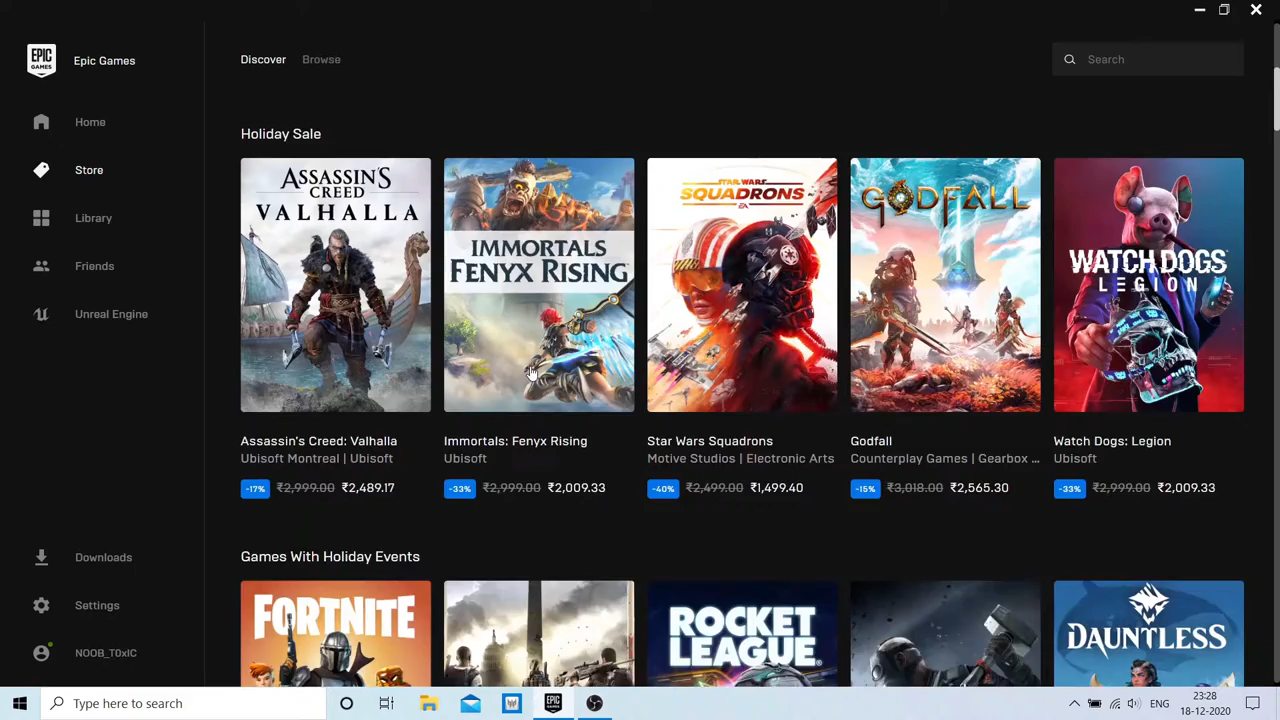 EPIC
GAMES
Epic Games
Home
Store
Library
Friends
Unreal Engine
Downloads
Settings
NOOB_T0xIC
Discover
Browse
Search
Holiday Sale
ASSASSIN'S
CREED
VALHALLA
IMMORTALS
FENYX RISING
STAR WARS
SQUADRONS
EA
GODFALL
WATCH DOGS
LEGION
Assassin's Creed: Valhalla
Ubisoft Montreal | Ubisoft
-17% ₹2,999.00 ₹2,489.17
Immortals: Fenyx Rising
Ubisoft
-33% ₹2,999.00 ₹2,009.33
Star Wars Squadrons
Motive Studios | Electronic Arts
-40% ₹2,499.00 ₹1,499.40
Godfall
Counterplay Games | Gearbox ...
-15% ₹3,018.00 ₹2,565.30
Watch Dogs: Legion
Ubisoft
-33% ₹2,999.00 ₹2,009.33
Games With Holiday Events
FORTNITE
ROCKET
LEAGUE
DAUNTLESS
Type here to search
EPIC
GAMES
ENG
23:28
18-12-2020